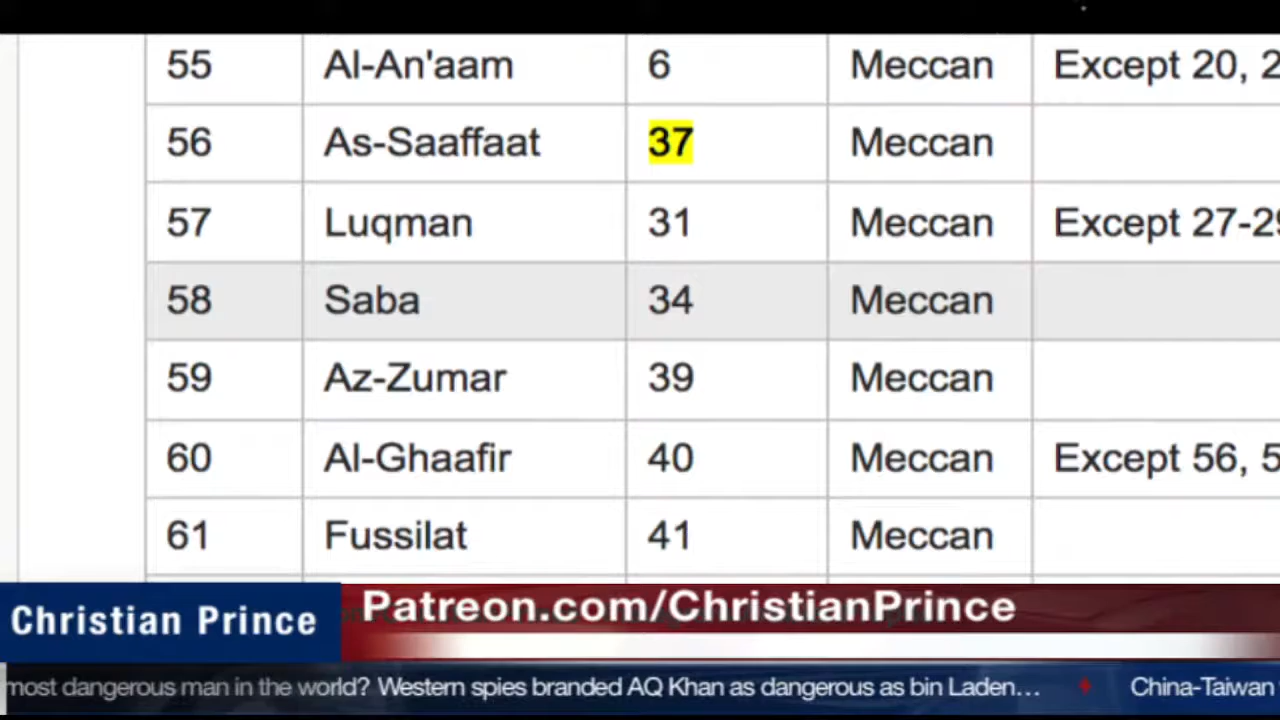 55 Al-An'aam 6 Meccan Except 20, 2
56 As-Saaffaat 37 Meccan
57 Luqman 31 Meccan Except 27-29
58 Saba 34 Meccan
59 Az-Zumar 39 Meccan
60 Al-Ghaafir 40 Meccan Except 56, 5
61 Fussilat 41 Meccan
Christian Prince
Patreon.com/ChristianPrince
most dangerous man in the world? Western spies branded AQ Khan as dangerous as bin Laden... China-Taiwan